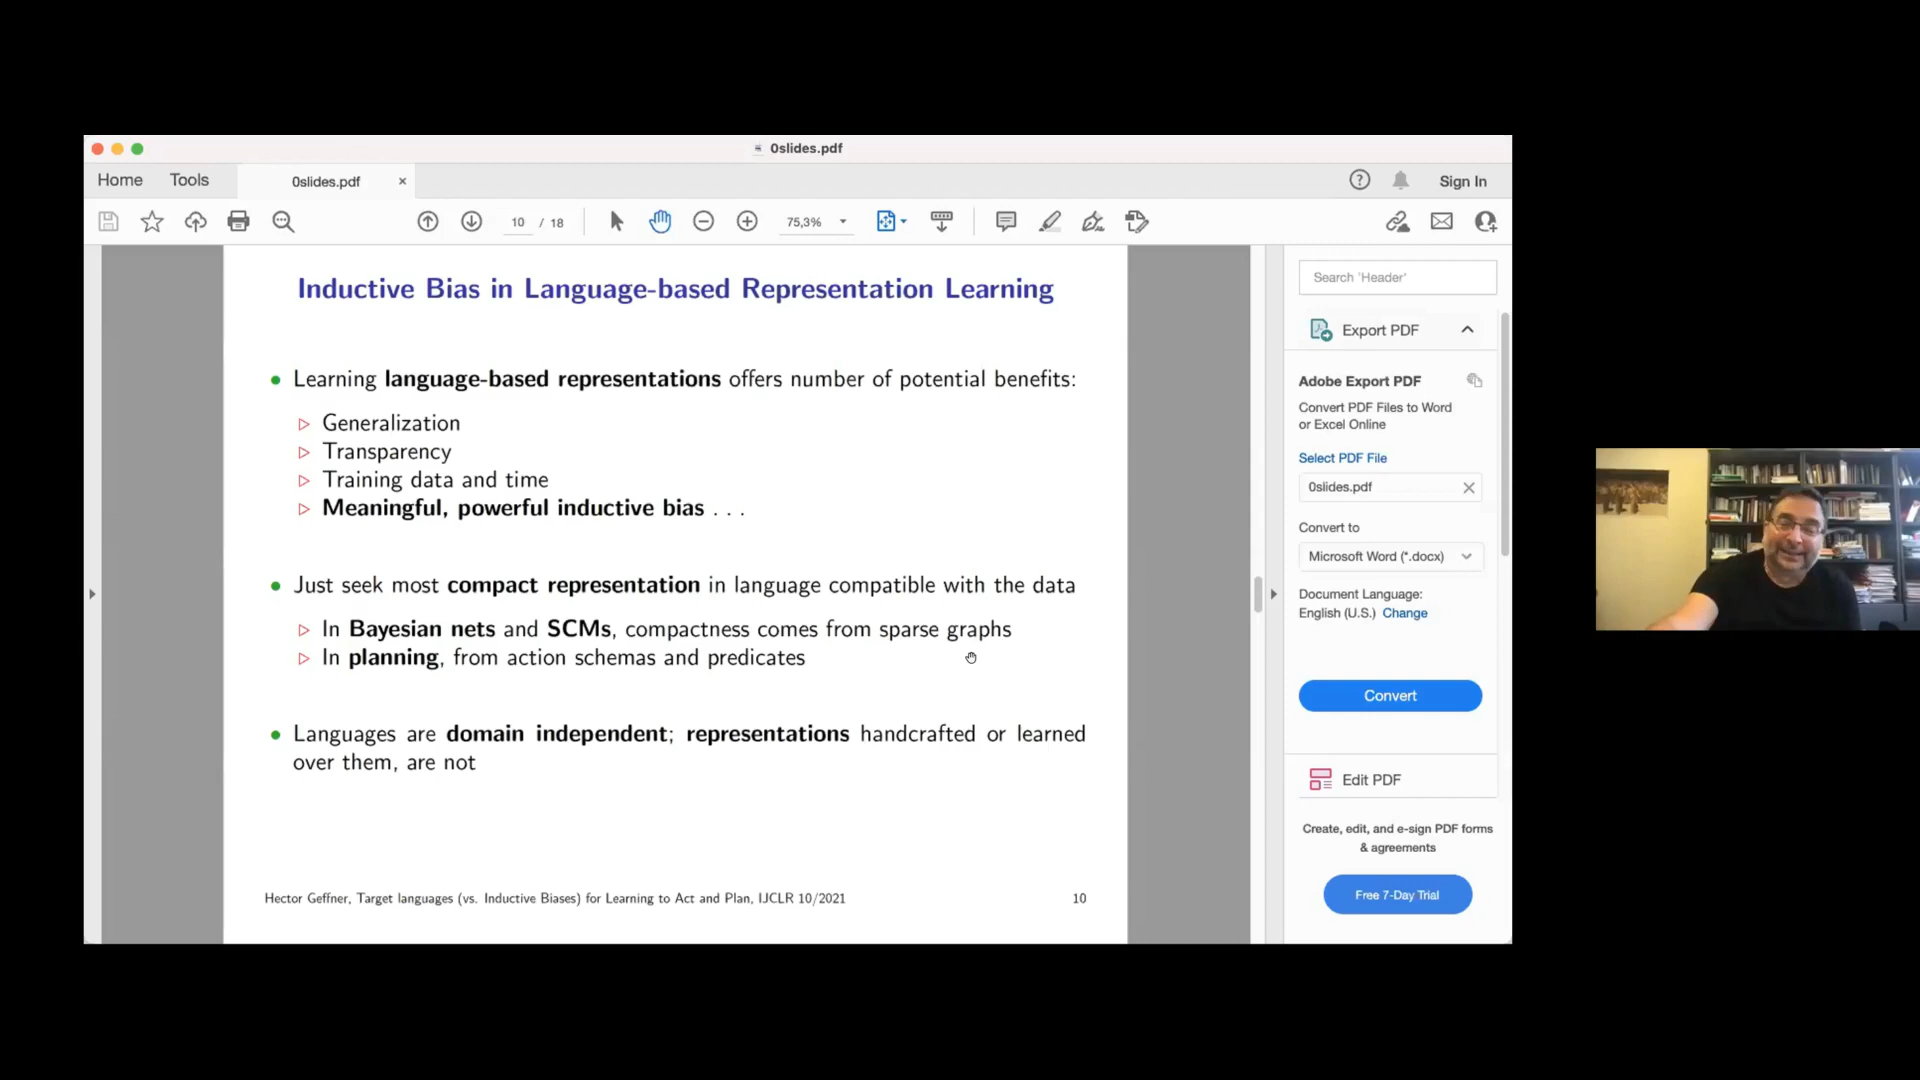 0slides.pdf
Home
Tools
0slides.pdf
Sign In
10 / 18
75,3%
Inductive Bias in Language-based Representation Learning
• Learning language-based representations offers number of potential benefits:
▷ Generalization
▷ Transparency
▷ Training data and time
▷ Meaningful, powerful inductive bias . . .
• Just seek most compact representation in language compatible with the data
▷ In Bayesian nets and SCMs, compactness comes from sparse graphs
▷ In planning, from action schemas and predicates
• Languages are domain independent; representations handcrafted or learned
over them, are not
Hector Geffner, Target languages (vs. Inductive Biases) for Learning to Act and Plan, IJCLR 10/2021
10
Search 'Header'
Export PDF
Adobe Export PDF
Convert PDF Files to Word
or Excel Online
Select PDF File
0slides.pdf
Convert to
Microsoft Word (*.docx)
Document Language:
English (U.S.) Change
Convert
Edit PDF
Create, edit, and e-sign PDF forms
& agreements
Free 7-Day Trial